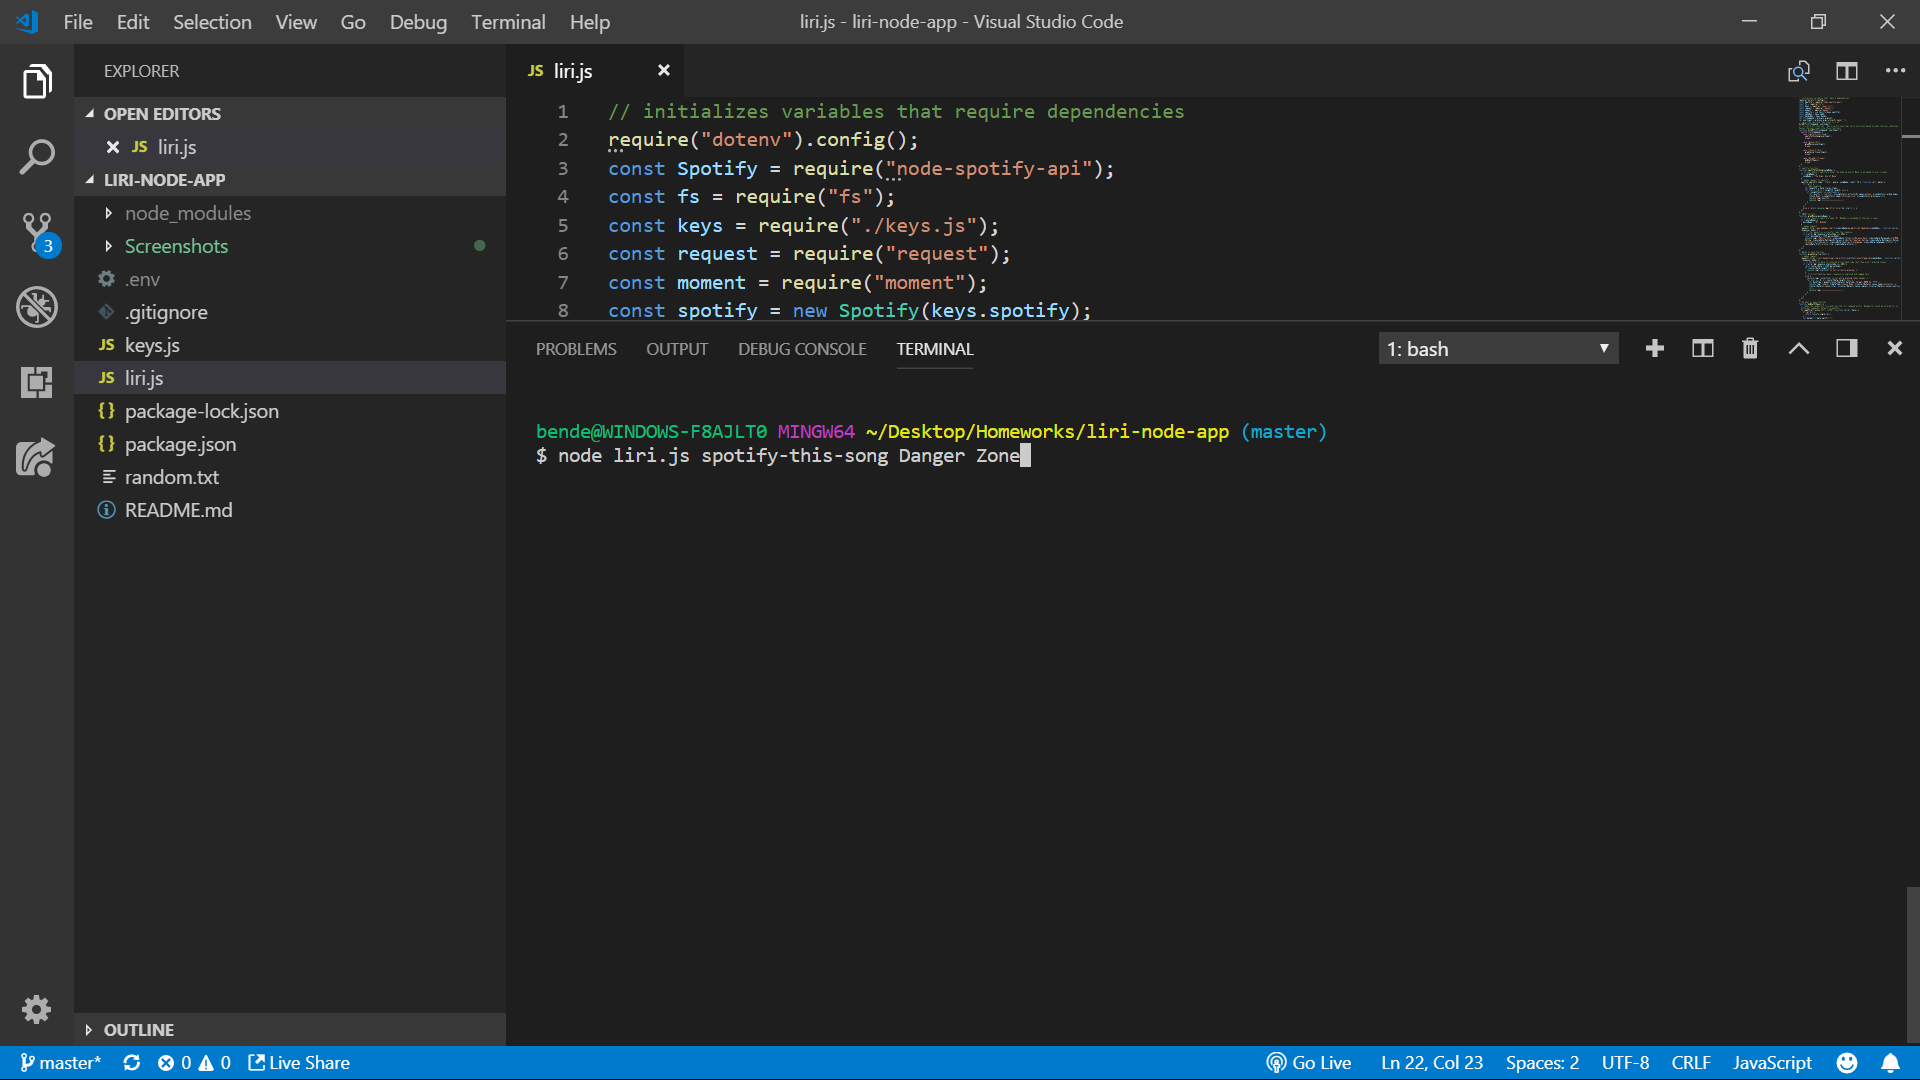 File Edit Selection View Go Debug Terminal Help
liri.js - liri-node-app - Visual Studio Code
EXPLORER
OPEN EDITORS
JS liri.js
LIRI-NODE-APP
node_modules
Screenshots
.env
.gitignore
JS keys.js
JS liri.js
{} package-lock.json
{} package.json
random.txt
README.md
OUTLINE
3
JS liri.js
1 // initializes variables that require dependencies
2 require("dotenv").config();
3 const Spotify = require("node-spotify-api");
4 const fs = require("fs");
5 const keys = require("./keys.js");
6 const request = require("request");
7 const moment = require("moment");
8 const spotify = new Spotify(keys.spotify);
PROBLEMS OUTPUT DEBUG CONSOLE TERMINAL
1: bash
bende@WINDOWS-F8AJLT0 MINGW64 ~/Desktop/Homeworks/liri-node-app (master)
$ node liri.js spotify-this-song Danger Zone
master* 0 0 Live Share
Go Live Ln 22, Col 23 Spaces: 2 UTF-8 CRLF JavaScript